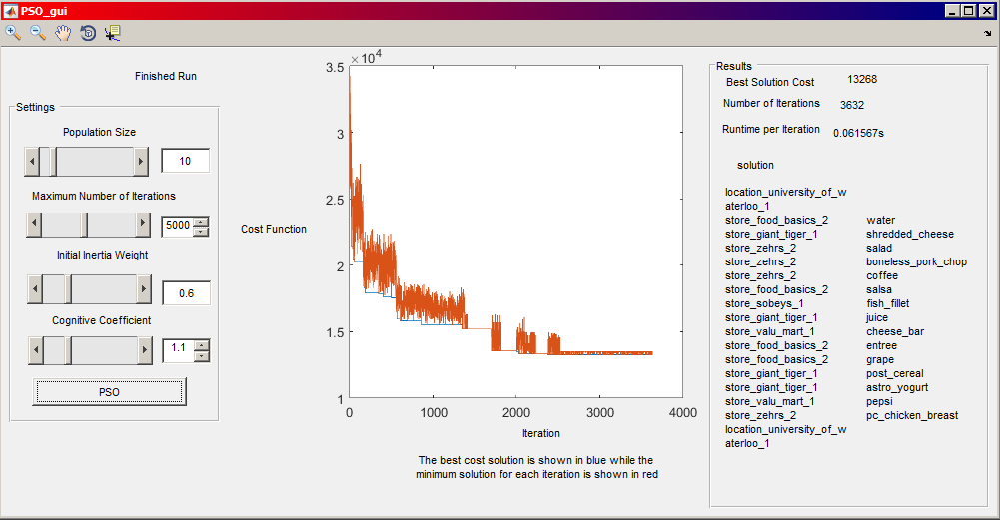 PSO_gui
Finished Run
Settings
Population Size
10
Maximum Number of Iterations
5000
Initial Inertia Weight
0.6
Cognitive Coefficient
1.1
PSO
Cost Function
×10^4
3.5
3
2.5
2
1.5
1
0
1000
2000
3000
4000
Iteration
The best cost solution is shown in blue while the
minimum solution for each iteration is shown in red
Results
Best Solution Cost 13268
Number of Iterations 3632
Runtime per Iteration 0.061567s
solution
location_university_of_w
aterloo_1
store_food_basics_2 water
store_giant_tiger_1 shredded_cheese
store_zehrs_2 salad
store_zehrs_2 boneless_pork_chop
store_zehrs_2 coffee
store_food_basics_2 salsa
store_sobeys_1 fish_fillet
store_giant_tiger_1 juice
store_valu_mart_1 cheese_bar
store_food_basics_2 entree
store_food_basics_2 grape
store_giant_tiger_1 post_cereal
store_giant_tiger_1 astro_yogurt
store_valu_mart_1 pepsi
store_zehrs_2 pc_chicken_breast
location_university_of_w
aterloo_1